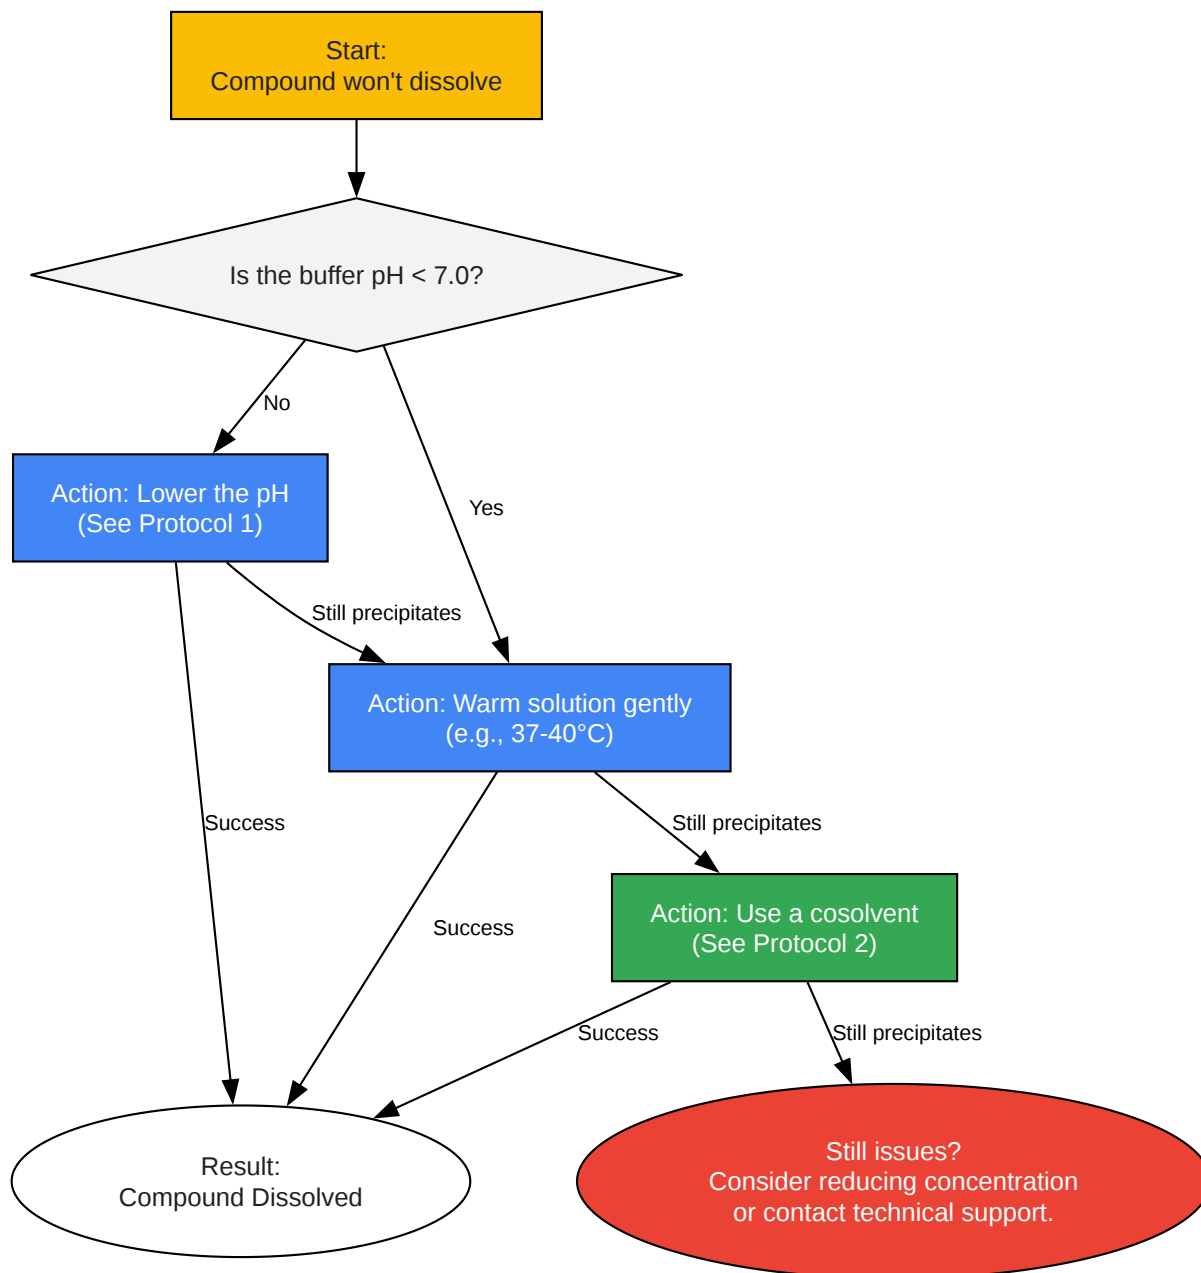 Start:
Compound won't dissolve
Is the buffer pH < 7.0?
No
Action: Lower the pH
(See Protocol 1)
Yes
Still precipitates
Action: Warm solution gently
(e.g., 37-40°C)
Success
Still precipitates
Action: Use a cosolvent
(See Protocol 2)
Success
Success
Still precipitates
Result:
Compound Dissolved
Still issues?
Consider reducing concentration
or contact technical support.